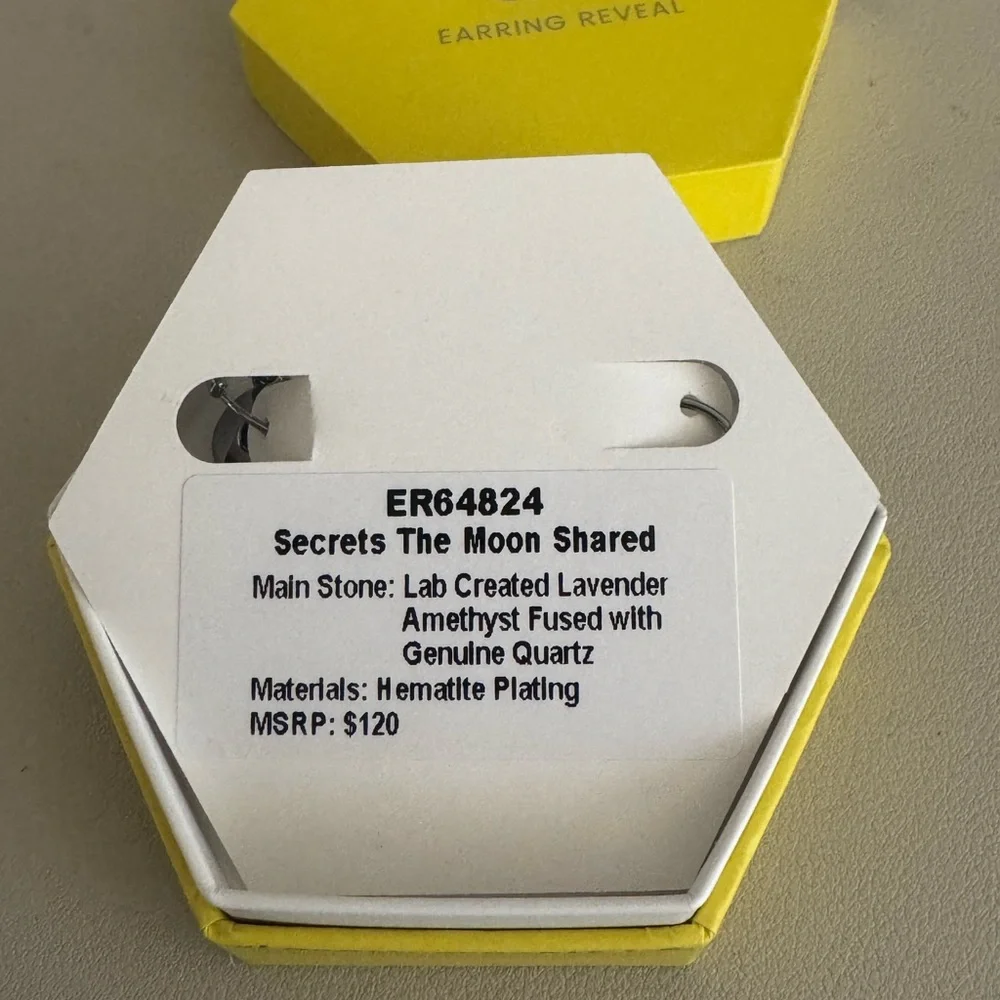 EARRING REVEAL
ER64824
Secrets The Moon Shared
Main Stone: Lab Created Lavender
Amethyst Fused with
Genuine Quartz
Materials: Hematite Plating
MSRP: $120